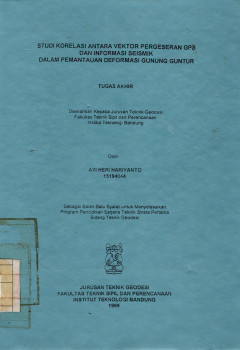 STUDI KORELASI ANTARA VEKTOR PERGESERAN GPS
DAN INFORMASI SEISMIK
DALAM PEMANTAUAN DEFORMASI GUNUNG GUNTUR
TUGAS AKHIR
Diserahkan Kepada Jurusan Teknik Geodesi
Fakultas Teknik Sipil dan Perencanaan
Institut Teknologi Bandung
Oleh
AYI HERI HARIYANTO
15194044
Sebagai Salah Satu Syarat untuk Menyelesaikan
Program Pendidikan Sarjana Teknik Strata Pertama
Bidang Teknik Geodesi
JURUSAN TEKNIK GEODESI
FAKULTAS TEKNIK SIPIL DAN PERENCANAAN
INSTITUT TEKNOLOGI BANDUNG
1999